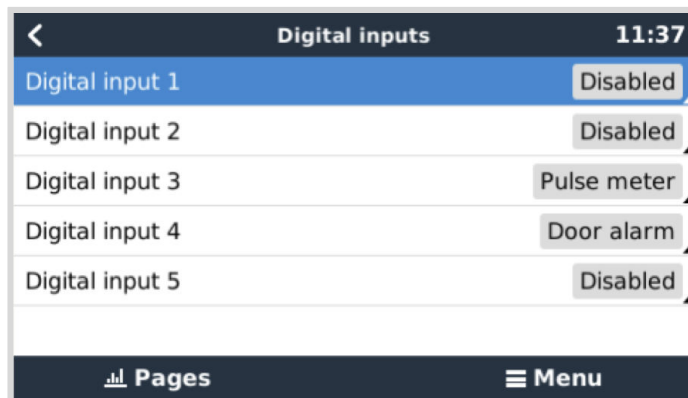 Digital inputs 11:37
Digital input 1 Disabled
Digital input 2 Disabled
Digital input 3 Pulse meter
Digital input 4 Door alarm
Digital input 5 Disabled
Pages Menu